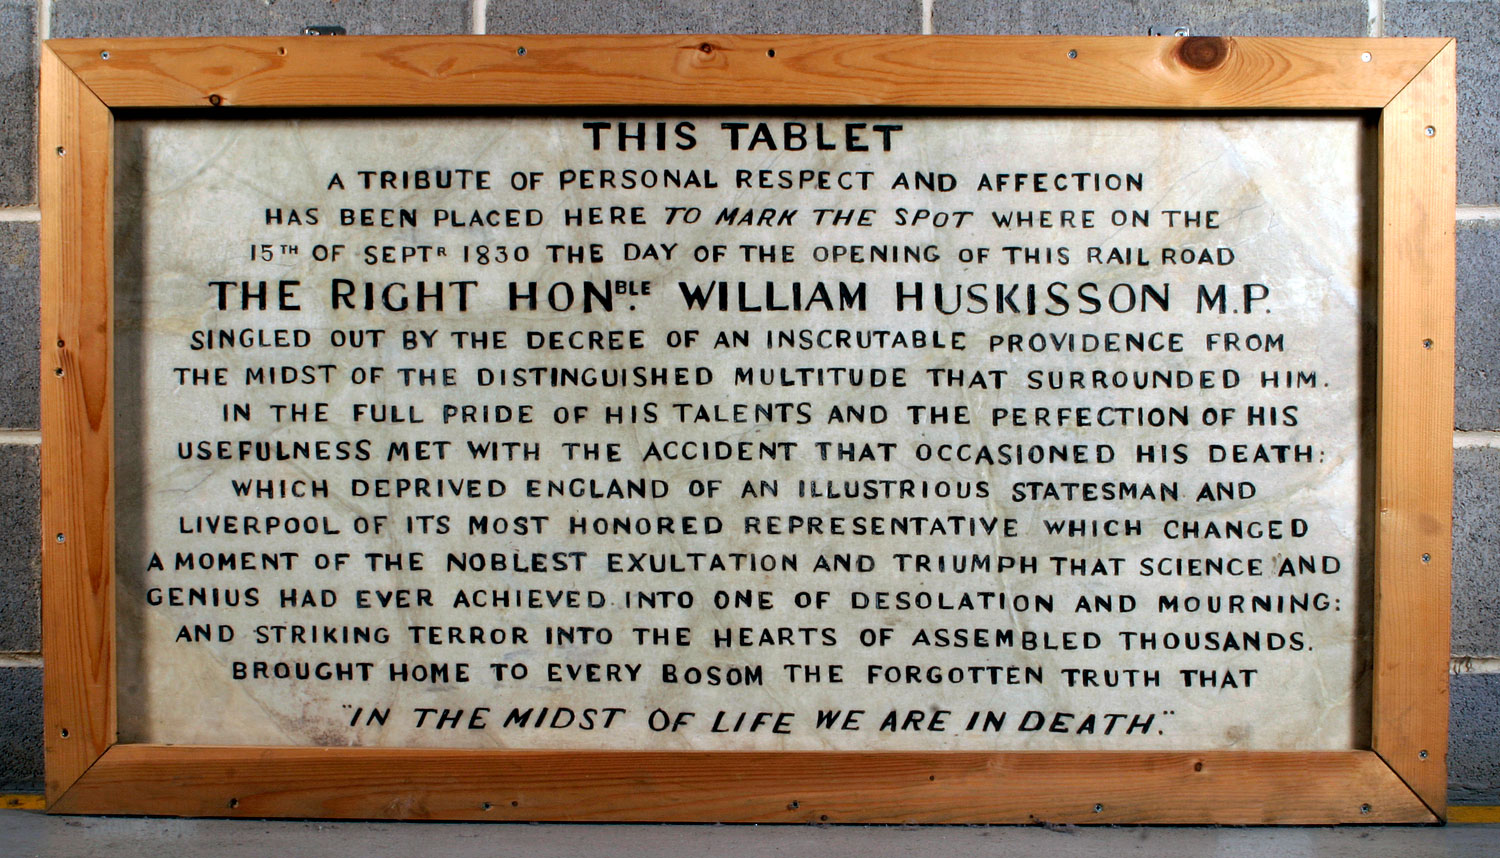 THIS TABLET
A TRIBUTE OF PERSONAL RESPECT AND AFFECTION
HAS BEEN PLACED HERE TO MARK THE SPOT WHERE ON THE
15TH OF SEPTR 1830 THE DAY OF THE OPENING OF THIS RAIL ROAD
THE RIGHT HONBLE. WILLIAM HUSKISSON M.P.
SINGLED OUT BY THE DECREE OF AN INSCRUTABLE PROVIDENCE FROM
THE MIDST OF THE DISTINGUISHED MULTITUDE THAT SURROUNDED HIM.
IN THE FULL PRIDE OF HIS TALENTS AND THE PERFECTION OF HIS
USEFULNESS MET WITH THE ACCIDENT THAT OCCASIONED HIS DEATH:
WHICH DEPRIVED ENGLAND OF AN ILLUSTRIOUS STATESMAN AND
LIVERPOOL OF ITS MOST HONORED REPRESENTATIVE WHICH CHANGED
A MOMENT OF THE NOBLEST EXULTATION AND TRIUMPH THAT SCIENCE AND
GENIUS HAD EVER ACHIEVED INTO ONE OF DESOLATION AND MOURNING:
AND STRIKING TERROR INTO THE HEARTS OF ASSEMBLED THOUSANDS.
BROUGHT HOME TO EVERY BOSOM THE FORGOTTEN TRUTH THAT
"IN THE MIDST OF LIFE WE ARE IN DEATH."